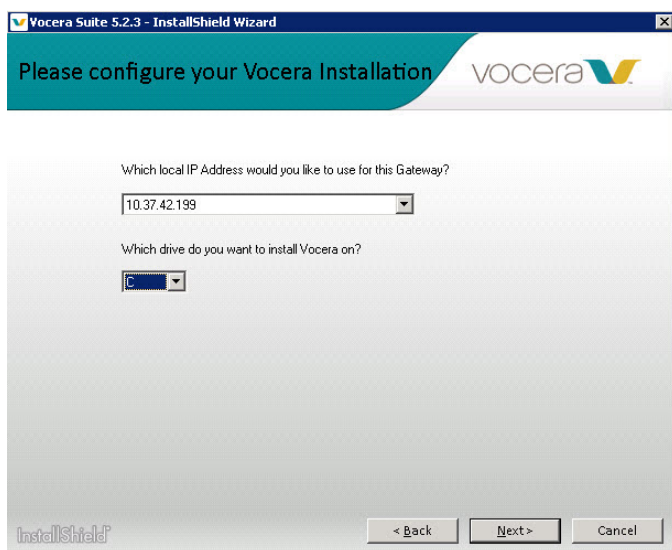 Vocera Suite 5.2.3 - InstallShield Wizard
Please configure your Vocera Installation
vocera
Which local IP Address would you like to use for this Gateway?
10.37.42.199
Which drive do you want to install Vocera on?
C
InstallShield
< Back
Next >
Cancel